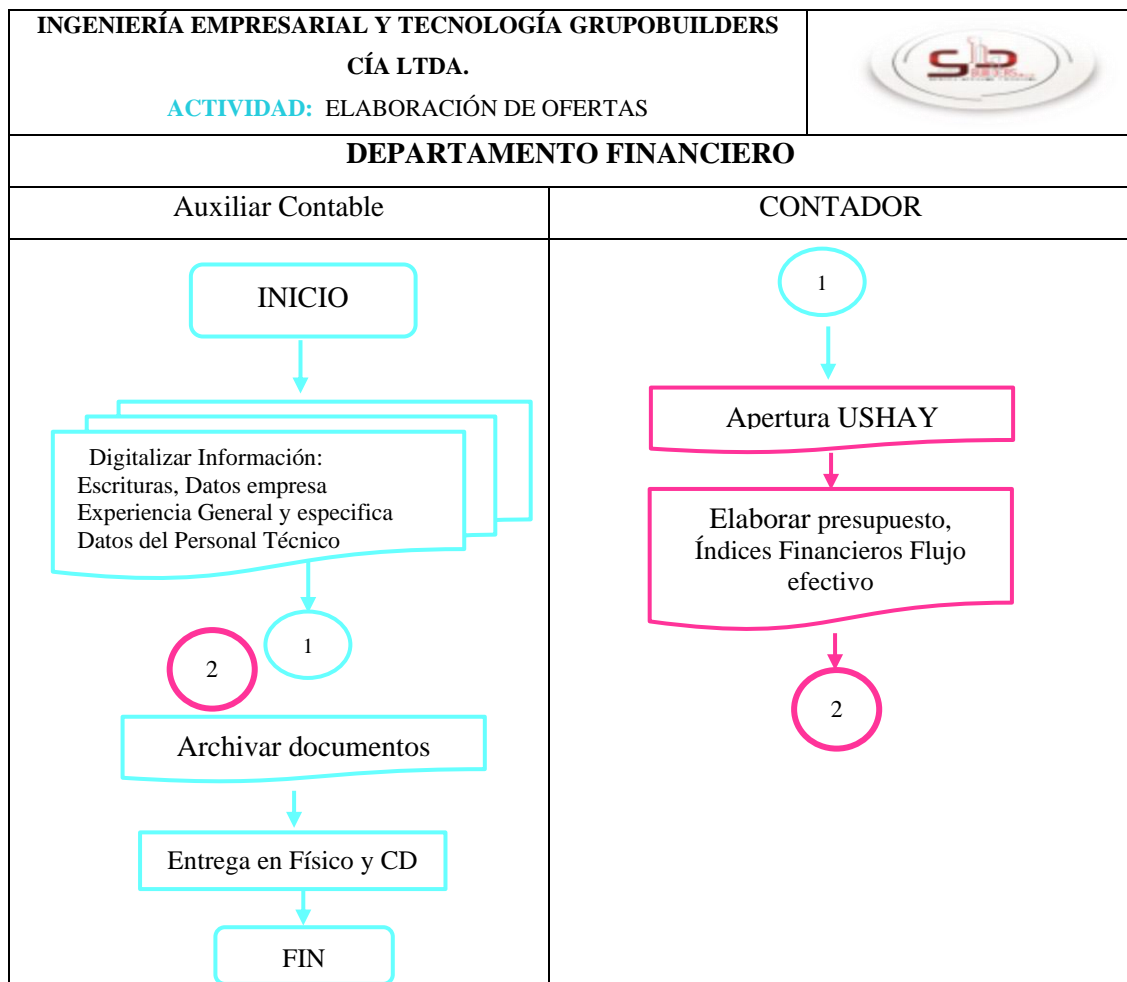 INGENIERÍA EMPRESARIAL Y TECNOLOGÍA GRUPOBUILDERS
CÍA LTDA.
ACTIVIDAD: ELABORACIÓN DE OFERTAS
DEPARTAMENTO FINANCIERO
Auxiliar Contable
CONTADOR
INICIO
Digitalizar Información:
Escrituras, Datos empresa
Experiencia General y especifica
Datos del Personal Técnico
1
2
Archivar documentos
Entrega en Físico y CD
FIN
1
Apertura USHAY
Elaborar presupuesto,
Índices Financieros Flujo
efectivo
2